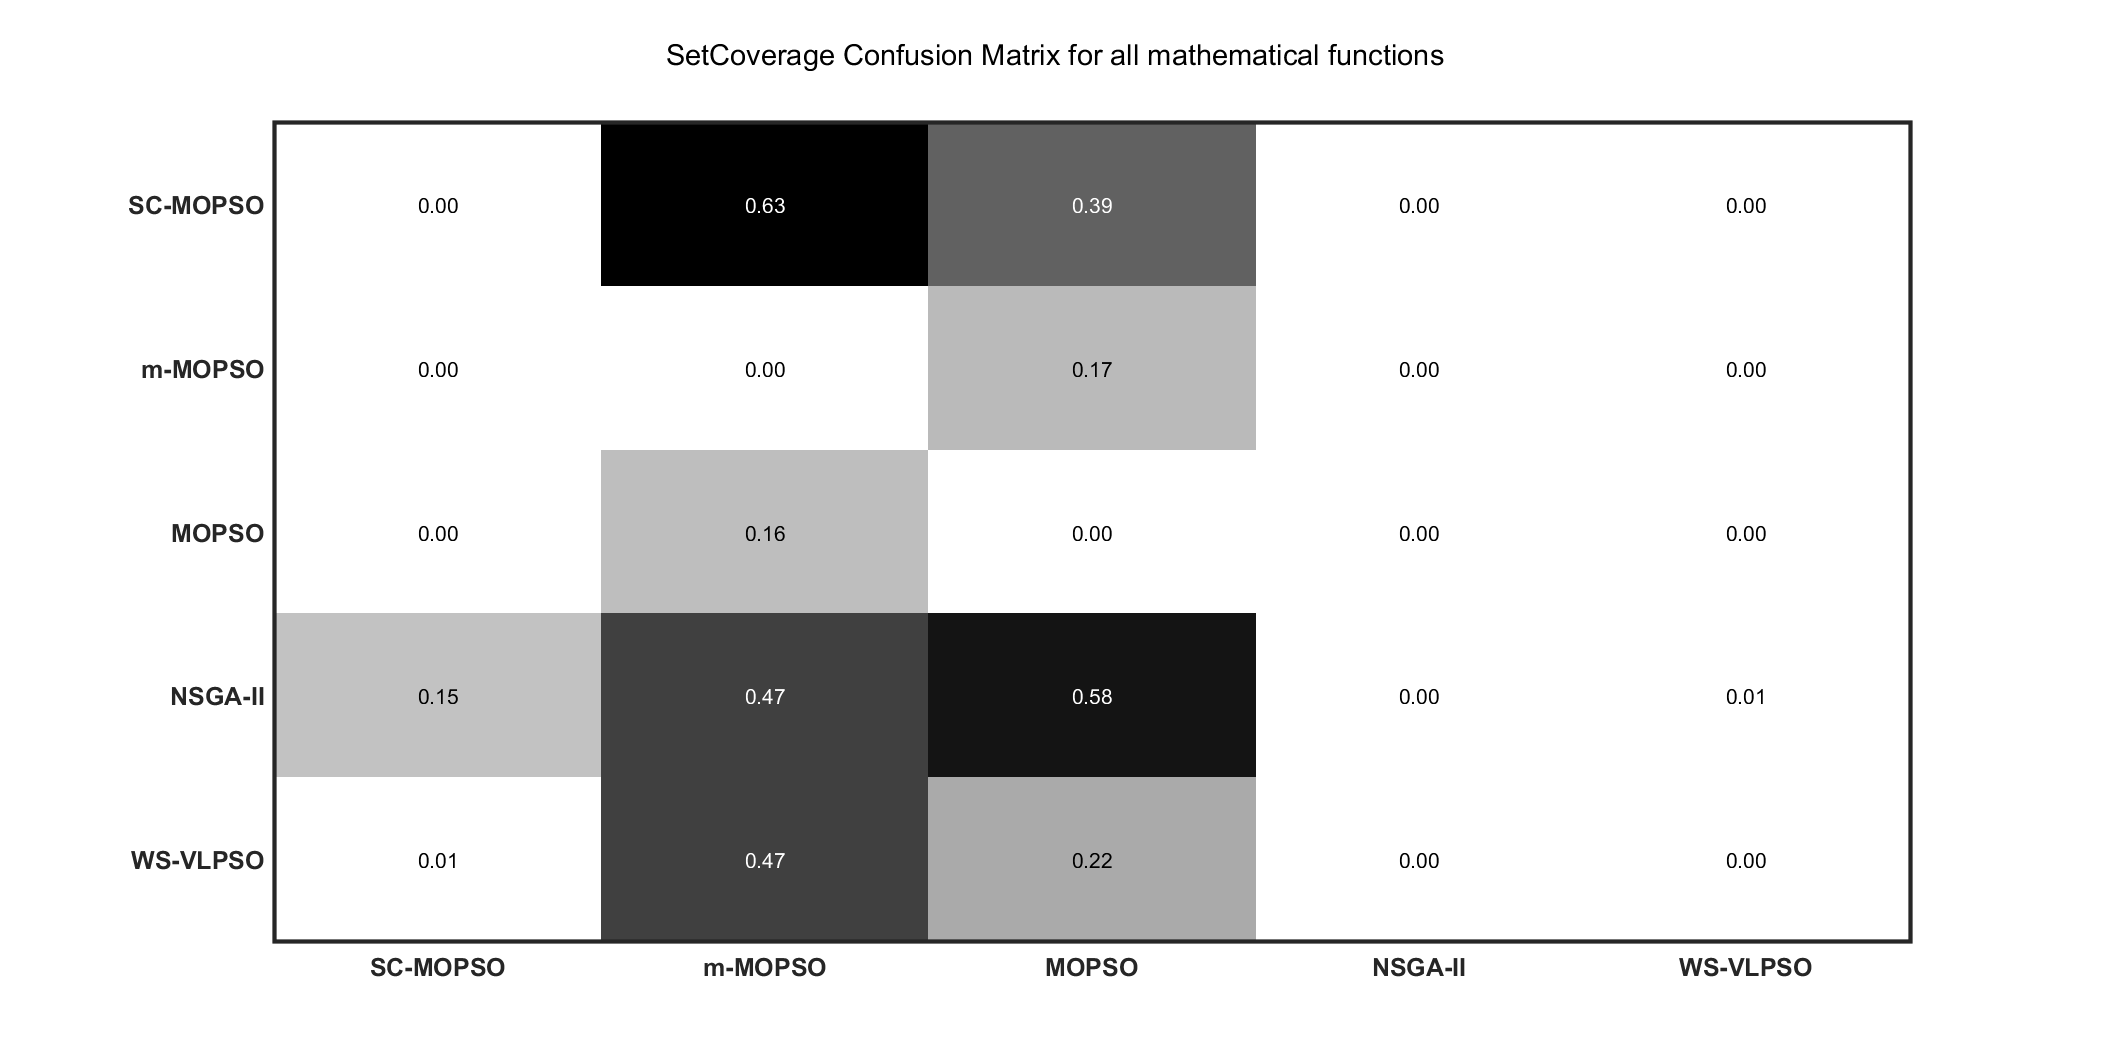 SetCoverage Confusion Matrix for all mathematical functions
SC-MOPSO 0.00 0.63 0.39 0.00 0.00
m-MOPSO 0.00 0.00 0.17 0.00 0.00
MOPSO 0.00 0.16 0.00 0.00 0.00
NSGA-II 0.15 0.47 0.58 0.00 0.01
WS-VLPSO 0.01 0.47 0.22 0.00 0.00
SC-MOPSO m-MOPSO MOPSO NSGA-II WS-VLPSO